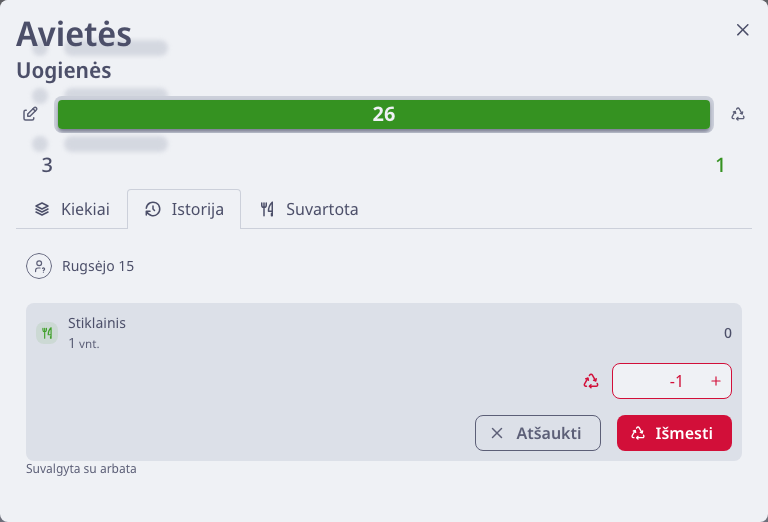 Avietės
Uogienės
26
3
1
Kiekiai
Istorija
Suvartota
Rugsėjo 15
Stiklainis
0
1 vnt.
-1 +
Atšaukti
Išmesti
Suvalgyta su arbata